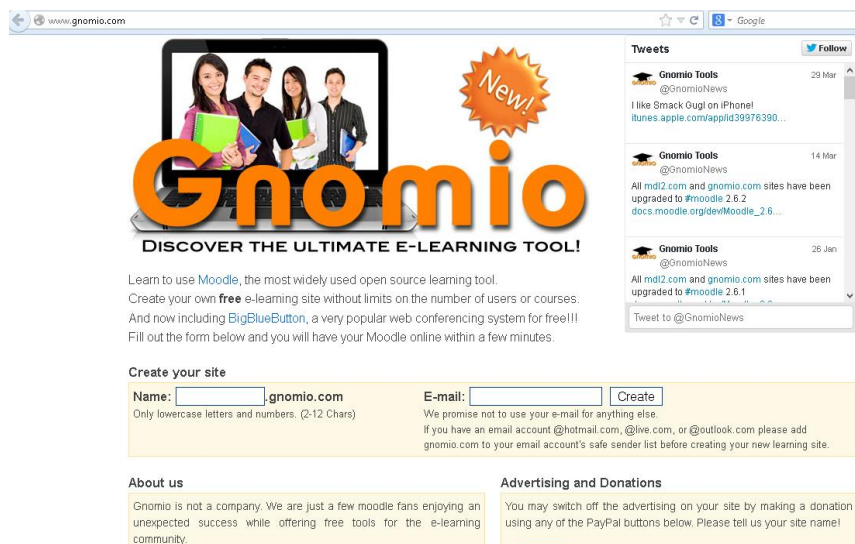 www.gnomio.com
Google
New!
Gnomio
DISCOVER THE ULTIMATE E-LEARNING TOOL!
Learn to use Moodle, the most widely used open source learning tool.
Create your own free e-learning site without limits on the number of users or courses.
And now including BigBlueButton, a very popular web conferencing system for free!!!
Fill out the form below and you will have your Moodle online within a few minutes.
Tweets
Follow
Gnomio Tools 29 Mar
@GnomioNews
I like Smack Gugl on iPhone!
itunes.apple.com/app/id39976390...
Gnomio Tools 14 Mar
@GnomioNews
All mdl2.com and gnomio.com sites have been
upgraded to #moodle 2.6.2
docs.moodle.org/dev/Moodle_2.6...
Gnomio Tools 26 Jan
@GnomioNews
All mdl2.com and gnomio.com sites have been
upgraded to #moodle 2.6.1
Tweet to @GnomioNews
Create your site
Name: .gnomio.com
Only lowercase letters and numbers. (2-12 Chars)
E-mail: Create
We promise not to use your e-mail for anything else.
If you have an email account @hotmail.com, @live.com, or @outlook.com please add
gnomio.com to your email account's safe sender list before creating your new learning site.
About us
Gnomio is not a company. We are just a few moodle fans enjoying an
unexpected success while offering free tools for the e-learning
community.
Advertising and Donations
You may switch off the advertising on your site by making a donation
using any of the PayPal buttons below. Please tell us your site name!